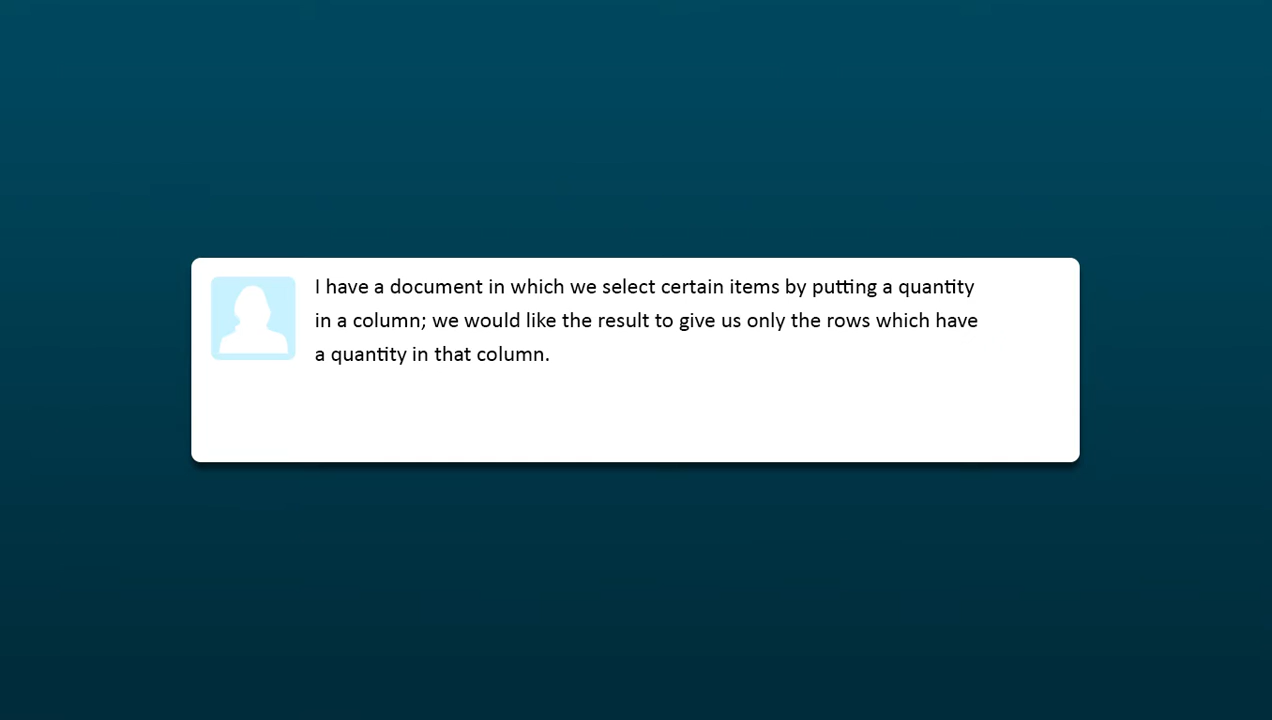 I have a document in which we select certain items by putting a quantity
in a column; we would like the result to give us only the rows which have
a quantity in that column.